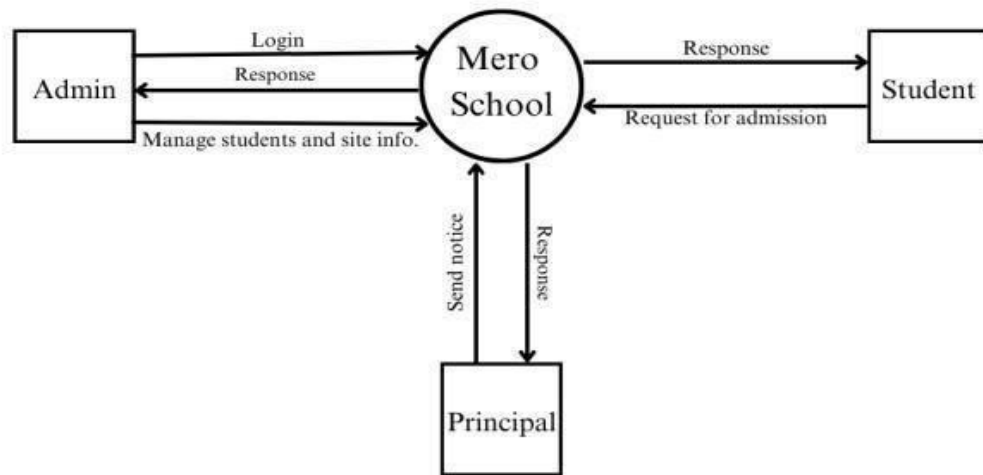 Login
Mero
School
Response
Admin
Response
Student
Request for admission
Manage students and site info.
Send notice
Response
Principal